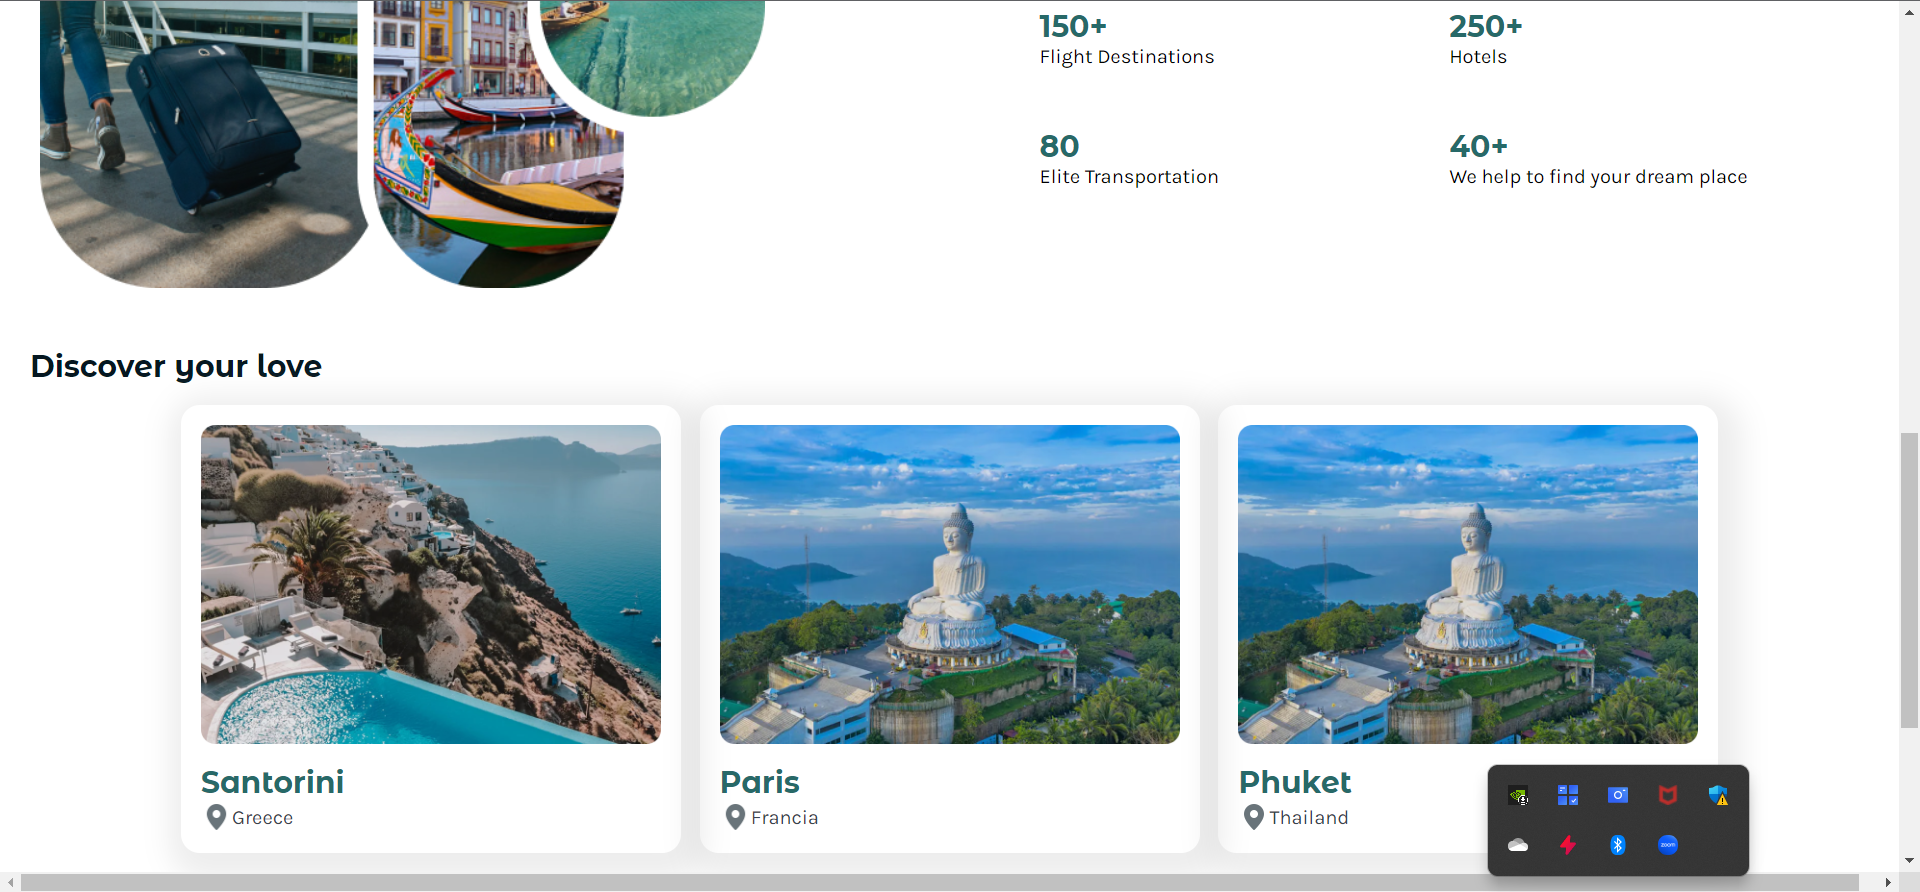 150+
Flight Destinations
250+
Hotels
80
Elite Transportation
40+
We help to find your dream place
Discover your love
Santorini
Greece
Paris
Francia
Phuket
Thailand
zoom